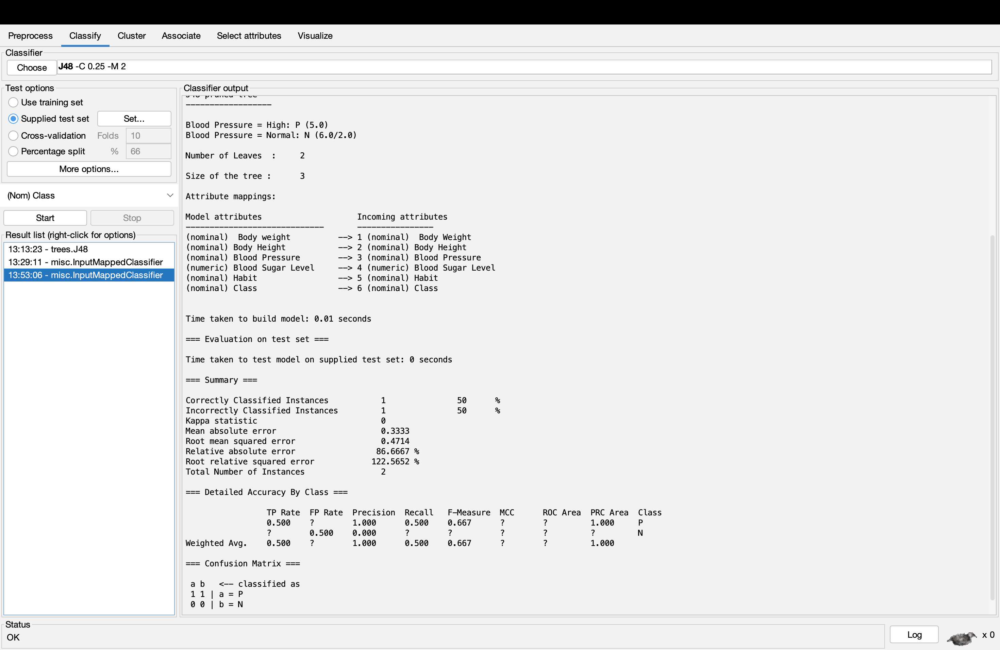 Preprocess Classify Cluster Associate Select attributes Visualize
Classifier
Choose J48 -C 0.25 -M 2
Test options
Use training set
Supplied test set Set...
Cross-validation Folds 10
Percentage split % 66
More options...
(Nom) Class
Start Stop
Result list (right-click for options)
13:13:23 - trees.J48
13:29:11 - misc.InputMappedClassifier
13:53:06 - misc.InputMappedClassifier
Classifier output
J48 pruned tree
------------------
Blood Pressure = High: P (5.0)
Blood Pressure = Normal: N (6.0/2.0)
Number of Leaves : 2
Size of the tree : 3
Attribute mappings:
Model attributes Incoming attributes
----------------------------- ----------------
(nominal) Body weight --> 1 (nominal) Body Weight
(nominal) Body Height --> 2 (nominal) Body Height
(nominal) Blood Pressure --> 3 (nominal) Blood Pressure
(numeric) Blood Sugar Level --> 4 (numeric) Blood Sugar Level
(nominal) Habit --> 5 (nominal) Habit
(nominal) Class --> 6 (nominal) Class
Time taken to build model: 0.01 seconds
=== Evaluation on test set ===
Time taken to test model on supplied test set: 0 seconds
=== Summary ===
Correctly Classified Instances 1 50 %
Incorrectly Classified Instances 1 50 %
Kappa statistic 0
Mean absolute error 0.3333
Root mean squared error 0.4714
Relative absolute error 86.6667 %
Root relative squared error 122.5652 %
Total Number of Instances 2
=== Detailed Accuracy By Class ===
TP Rate FP Rate Precision Recall F-Measure MCC ROC Area PRC Area Class
0.500 ? 1.000 0.500 0.667 ? ? 1.000 P
? 0.500 0.000 ? ? ? ? ? N
Weighted Avg. 0.500 ? 1.000 0.500 0.667 ? ? 1.000
=== Confusion Matrix ===
a b <-- classified as
1 1 | a = P
0 0 | b = N
Status
OK
Log
x 0